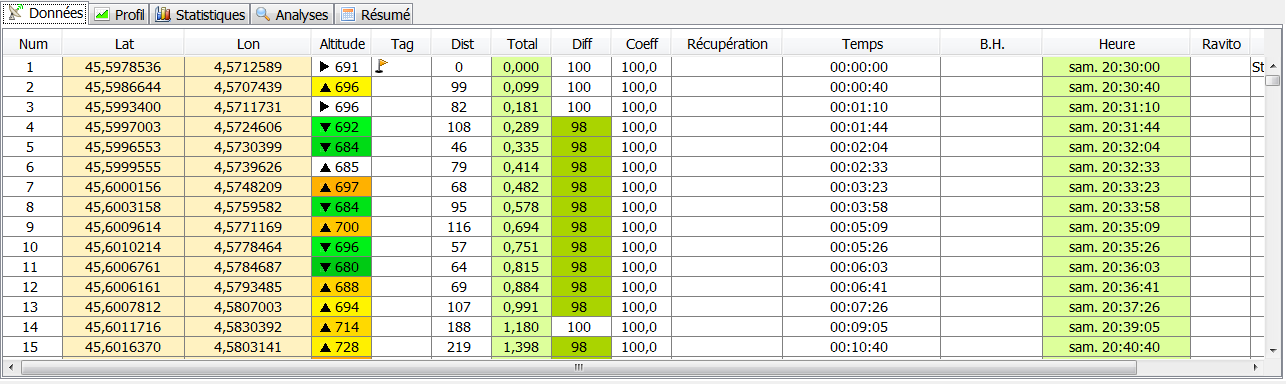 Données Profil Statistiques Analyses Résumé
Num Lat Lon Altitude Tag Dist Total Diff Coeff Récupération Temps B.H. Heure Ravito
1 45,5978536 4,5712589 691 0 0,000 100 100,0 00:00:00 sam. 20:30:00 St
2 45,5986644 4,5707439 696 99 0,099 100 100,0 00:00:40 sam. 20:30:40
3 45,5993400 4,5711731 696 82 0,181 100 100,0 00:01:10 sam. 20:31:10
4 45,5997003 4,5724606 692 108 0,289 98 100,0 00:01:44 sam. 20:31:44
5 45,5996553 4,5730399 684 46 0,335 98 100,0 00:02:04 sam. 20:32:04
6 45,5999555 4,5739626 685 79 0,414 98 100,0 00:02:33 sam. 20:32:33
7 45,6000156 4,5748209 697 68 0,482 98 100,0 00:03:23 sam. 20:33:23
8 45,6003158 4,5759582 684 95 0,578 98 100,0 00:03:58 sam. 20:33:58
9 45,6009614 4,5771169 700 116 0,694 98 100,0 00:05:09 sam. 20:35:09
10 45,6010214 4,5778464 696 57 0,751 98 100,0 00:05:26 sam. 20:35:26
11 45,6006761 4,5784687 680 64 0,815 98 100,0 00:06:03 sam. 20:36:03
12 45,6006161 4,5793485 688 69 0,884 98 100,0 00:06:41 sam. 20:36:41
13 45,6007812 4,5807003 694 107 0,991 98 100,0 00:07:26 sam. 20:37:26
14 45,6011716 4,5830392 714 188 1,180 100 100,0 00:09:05 sam. 20:39:05
15 45,6016370 4,5803141 728 219 1,398 98 100,0 00:10:40 sam. 20:40:40